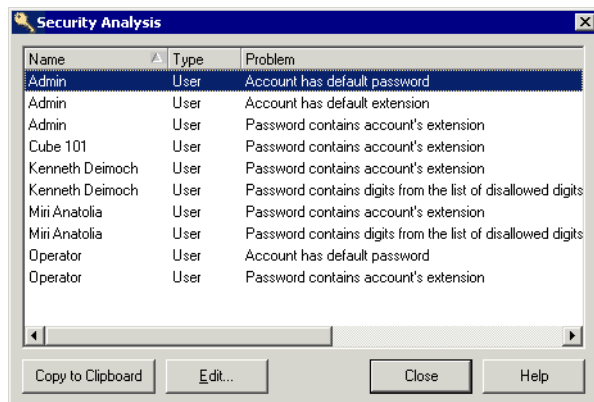 Security Analysis
Name Type Problem
Admin User Account has default password
Admin User Account has default extension
Admin User Password contains account's extension
Cube 101 User Password contains account's extension
Kenneth Deimoch User Password contains account's extension
Kenneth Deimoch User Password contains digits from the list of disallowed digits
Miri Anatolia User Password contains account's extension
Miri Anatolia User Password contains digits from the list of disallowed digits
Operator User Account has default password
Operator User Password contains account's extension
Copy to Clipboard Edit... Close Help